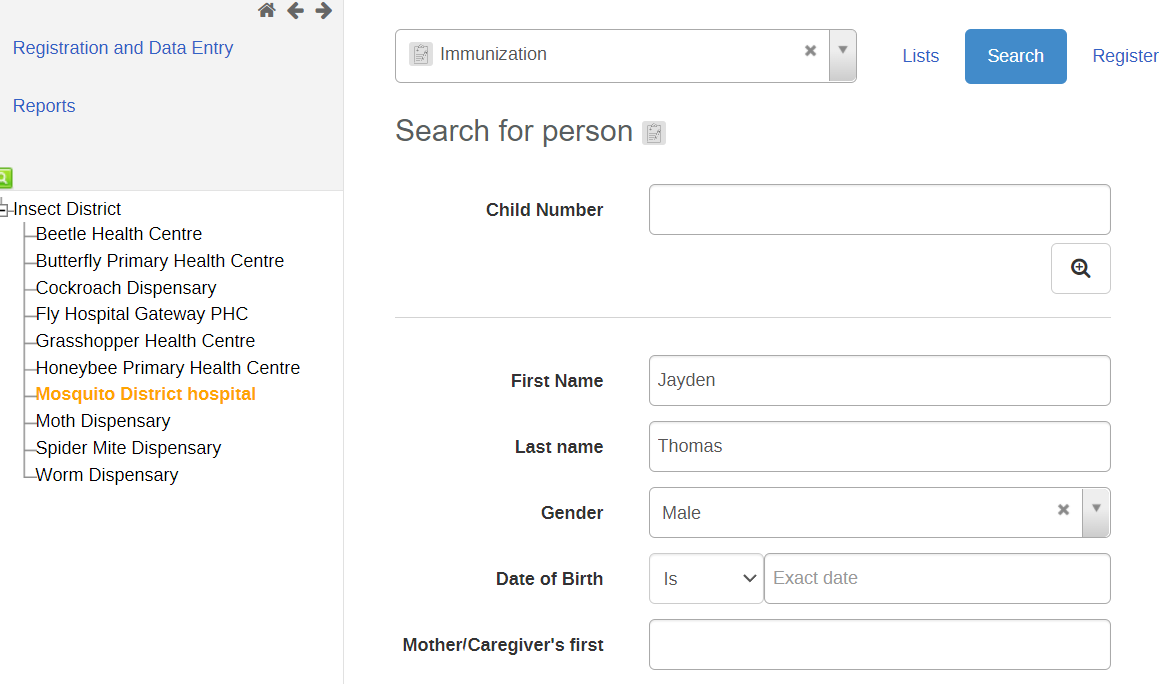 Registration and Data Entry
Reports
Insect District
Beetle Health Centre
Butterfly Primary Health Centre
Cockroach Dispensary
Fly Hospital Gateway PHC
Grasshopper Health Centre
Honeybee Primary Health Centre
Mosquito District hospital
Moth Dispensary
Spider Mite Dispensary
Worm Dispensary
Immunization
Lists
Search
Register
Search for person
Child Number
First Name
Jayden
Last name
Thomas
Gender
Male
Date of Birth
Is
Exact date
Mother/Caregiver's first